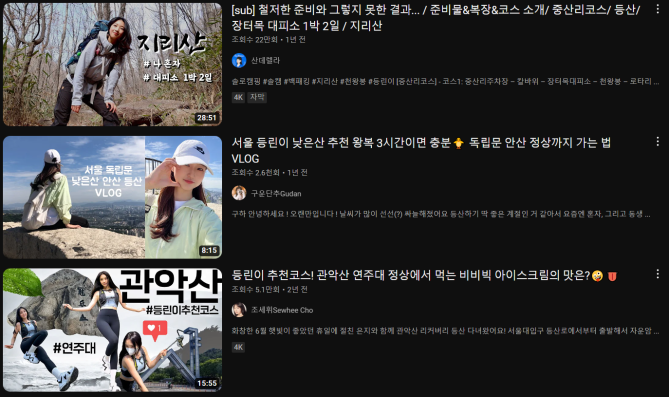 지리산
# 나 혼자
# 대피소 1박 2일
28:51
[sub] 철저한 준비와 그렇지 못한 결과... / 준비물&복장&코스 소개/ 중산리코스/ 등산/
장터목 대피소 1박 2일 / 지리산
조회수 22만회 • 1년 전
산데렐라
솔로캠핑 #솔캠 #백패킹 #지리산 #천왕봉 #등린이 [중산리코스] - 코스1: 중산리주차장 – 칼바위 – 장터목대피소 – 천왕봉 – 로타리 ...
4K 자막
서울 독립문
낮은산 안산 등산
VLOG
8:15
서울 등린이 낮은산 추천 왕복 3시간이면 충분🐥 독립문 안산 정상까지 가는 법
VLOG
조회수 2.6천회 • 1년 전
구운단추Gudan
구하 안녕하세요 ! 오랜만입니다 ! 날씨가 많이 선선(?) 싸늘해졌어요 등산하기 딱 좋은 계절인 거 같아서 요즘엔 혼자, 그리고 동생 ...
관악산
#등린이추천코스
1
#연주대
15:55
등린이 추천코스! 관악산 연주대 정상에서 먹는 비비빅 아이스크림의 맛은?🤪👅
조회수 5.1만회 • 2년 전
조세휘Sewhee Cho
화창한 6월 햇빛이 좋았던 휴일에 절친 은지와 함께 관악산 리커버리 등산 다녀왔어요! 서울대입구 등산로에서부터 출발해서 자운암 ...
4K